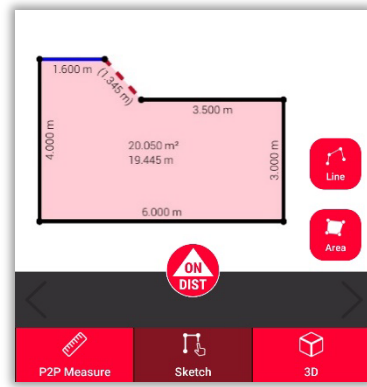 1.600 m
(1.345 m)
3.500 m
4.000 m
20.050 m²
19.445 m
3.000 m
6.000 m
Line
Area
ON
DIST
P2P Measure
Sketch
3D